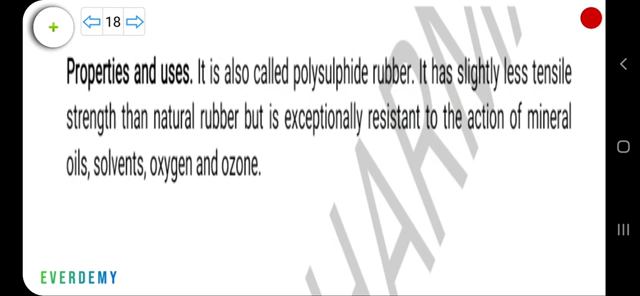 18
Properties and uses. It is also called polysulphide rubber. It has slightly less tensile
strength than natural rubber but is exceptionally resistant to the action of mineral
oils, solvents, oxygen and ozone.
EVERDEMY